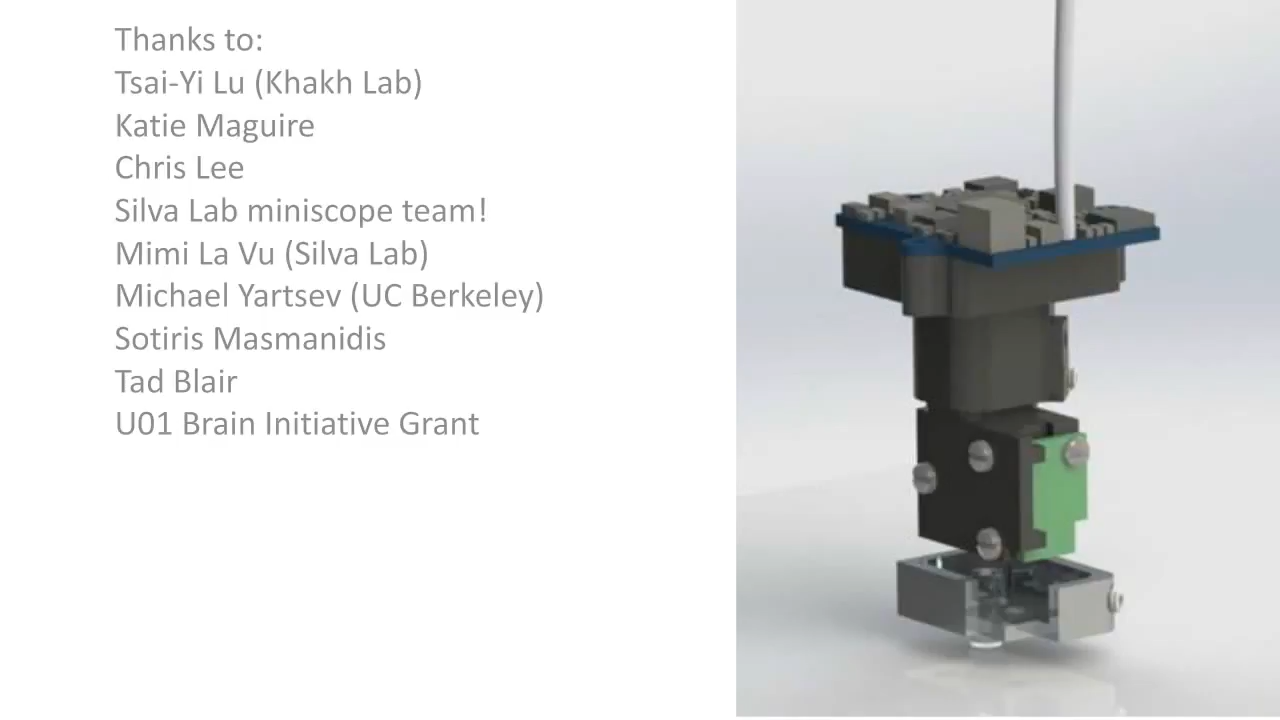 Thanks to:
Tsai-Yi Lu (Khakh Lab)
Katie Maguire
Chris Lee
Silva Lab miniscope team!
Mimi La Vu (Silva Lab)
Michael Yartsev (UC Berkeley)
Sotiris Masmanidis
Tad Blair
U01 Brain Initiative Grant